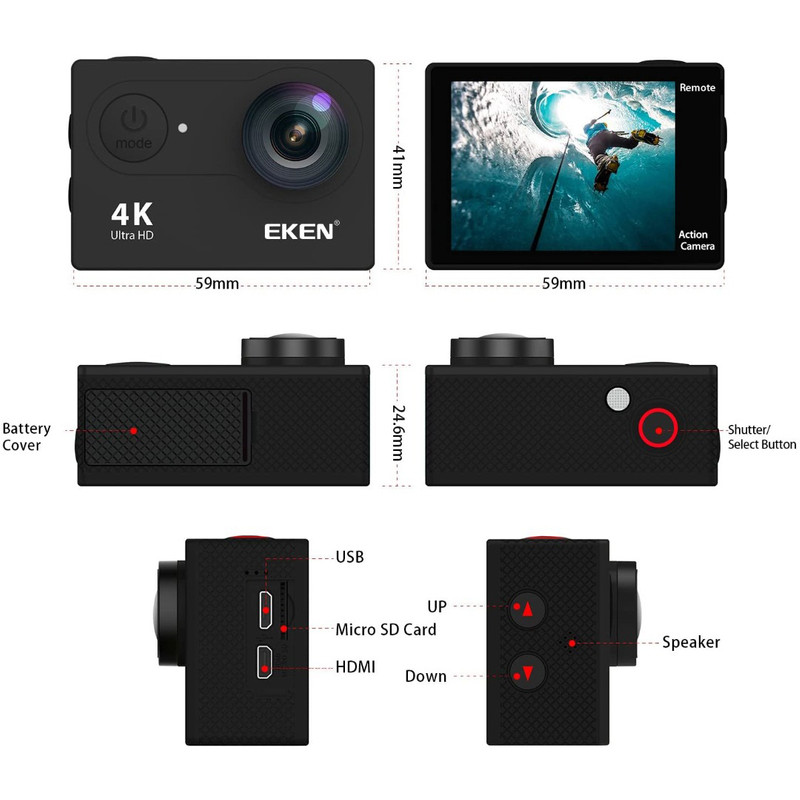 mode
4K
Ultra HD
EKEN®
Remote
Action
Camera
41mm
59mm
59mm
Battery
Cover
24.6mm
Shutter/
Select Button
USB
Micro SD Card
HDMI
UP
Down
Speaker